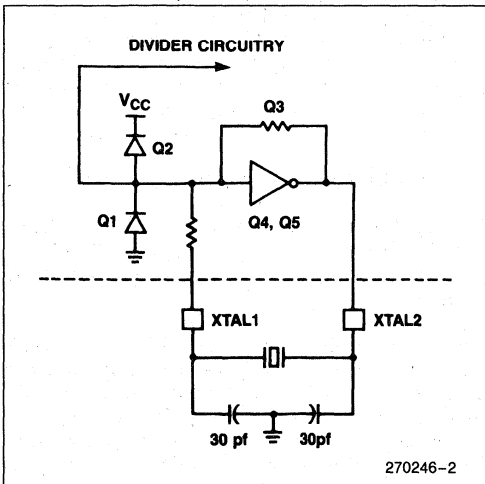 DIVIDER CIRCUITRY
VCC
Q3
Q2
Q1
Q4, Q5
XTAL1
XTAL2
30 pf
30pf
270246-2